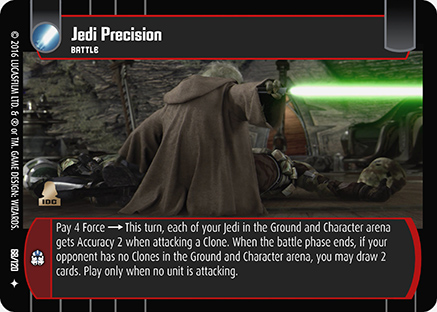 Jedi Precision
BATTLE
© 2016 LUCASFILM LTD. & ® or TM. GAME DESIGN: WIZARDS.
IDC
Pay 4 Force → This turn, each of your Jedi in the Ground and Character arena
gets Accuracy 2 when attacking a Clone. When the battle phase ends, if your
opponent has no Clones in the Ground and Character arena, you may draw 2
cards. Play only when no unit is attacking.